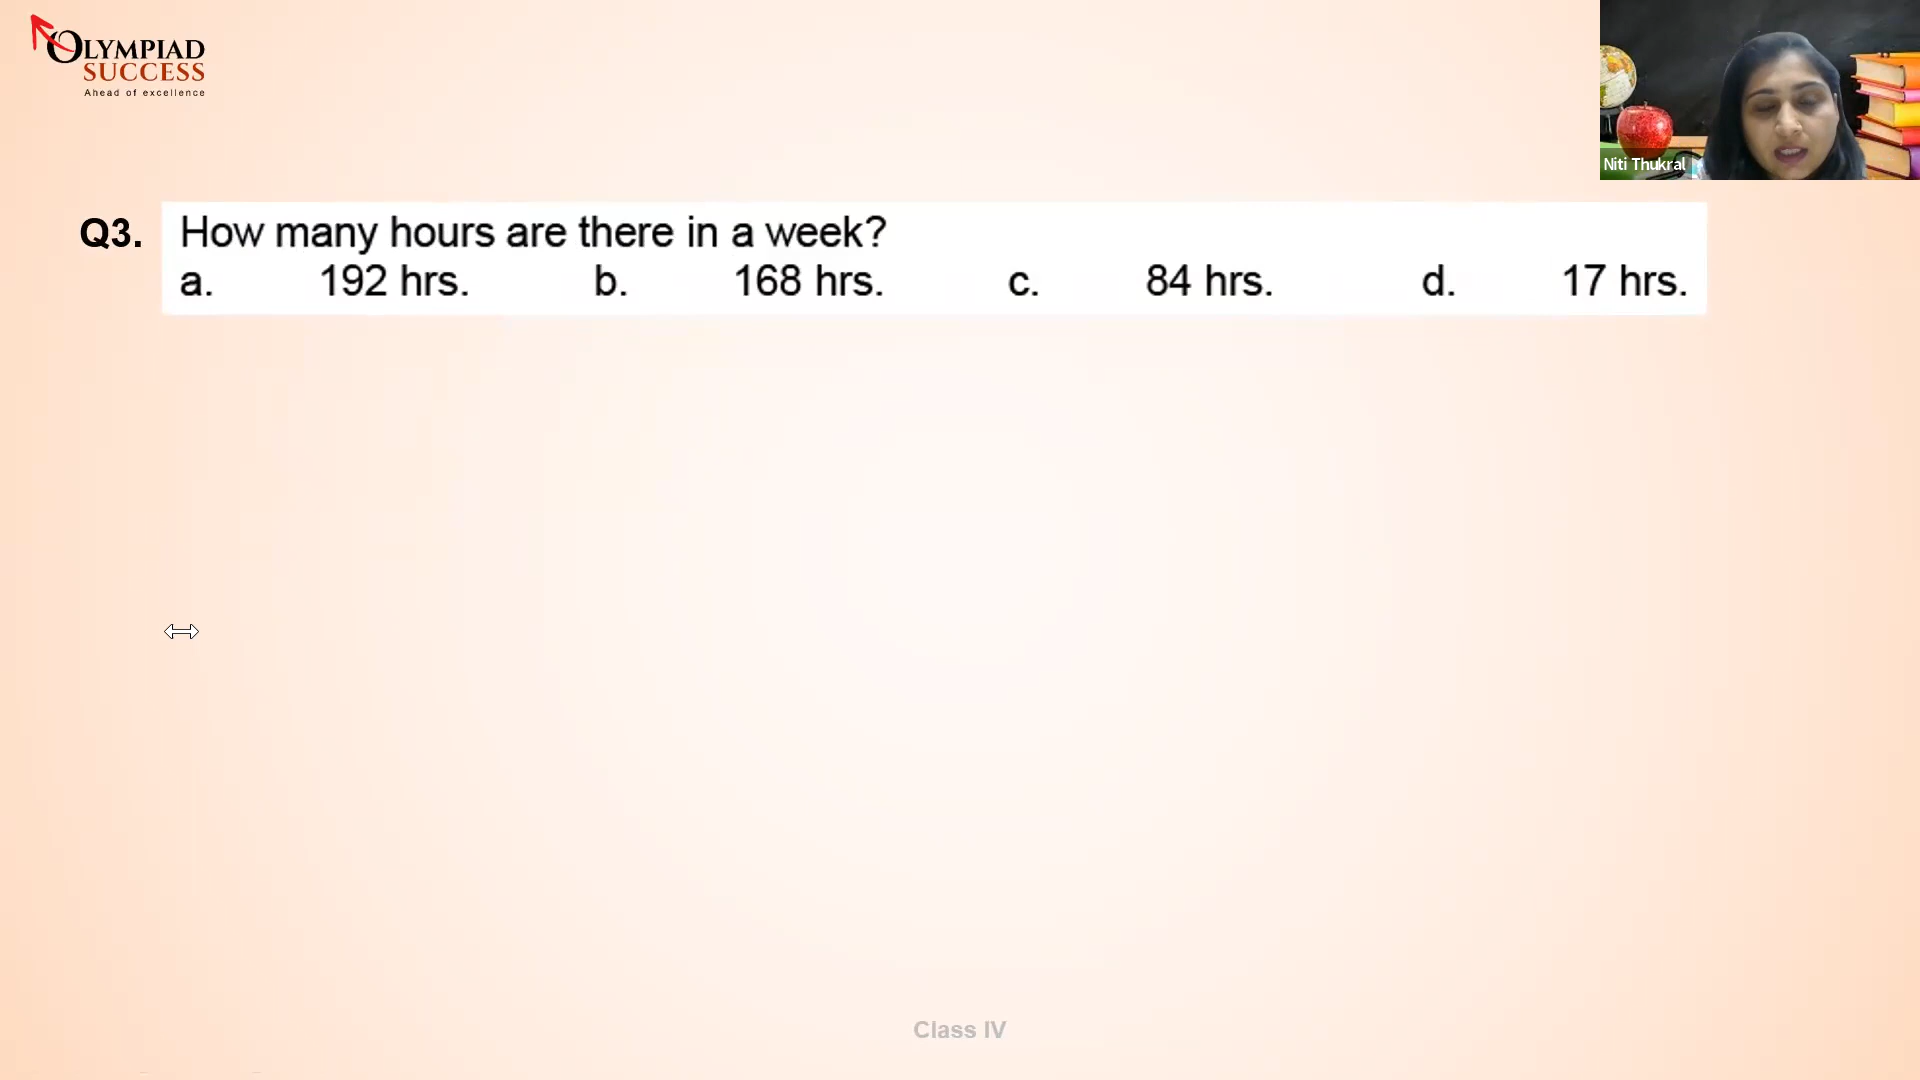 OLYMPIAD
SUCCESS
Ahead of excellence
Niti Thukral
Q3. How many hours are there in a week?
a. 192 hrs. b. 168 hrs. c. 84 hrs. d. 17 hrs.
Class IV